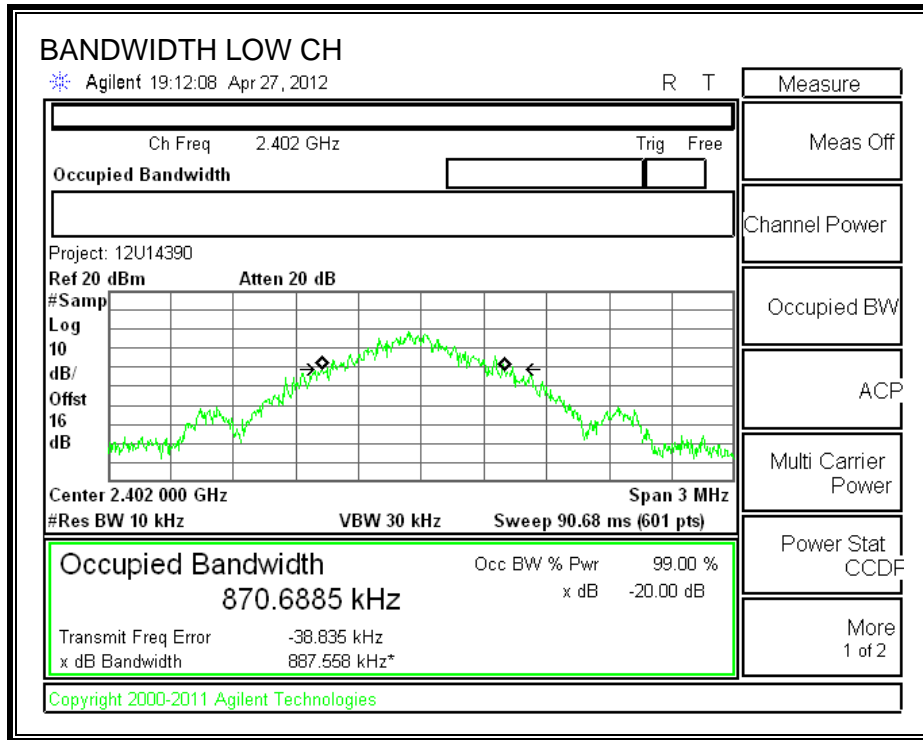 BANDWIDTH LOW CH
Agilent 19:12:08 Apr 27, 2012 R T
Ch Freq 2.402 GHz Trig Free
Occupied Bandwidth
Project: 12U14390
Ref 20 dBm Atten 20 dB
#Samp
Log
10
dB/
Offst
16
dB
Center 2.402 000 GHz Span 3 MHz
#Res BW 10 kHz VBW 30 kHz Sweep 90.68 ms (601 pts)
Occupied Bandwidth Occ BW % Pwr 99.00 %
870.6885 kHz x dB -20.00 dB
Transmit Freq Error -38.835 kHz
x dB Bandwidth 887.558 kHz*
Copyright 2000-2011 Agilent Technologies
Measure
Meas Off
Channel Power
Occupied BW
ACP
Multi Carrier
Power
Power Stat
CCDF
More
1 of 2